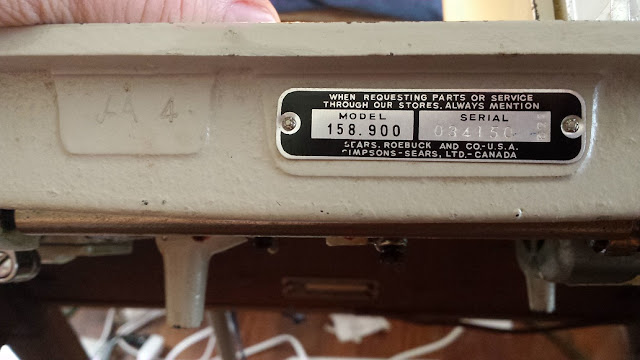 A 4
WHEN REQUESTING PARTS OR SERVICE
THROUGH OUR STORES, ALWAYS MENTION
MODEL SERIAL
158.900 034150
SEARS, ROEBUCK AND CO.-U.S.A.
SIMPSONS-SEARS, LTD.-CANADA